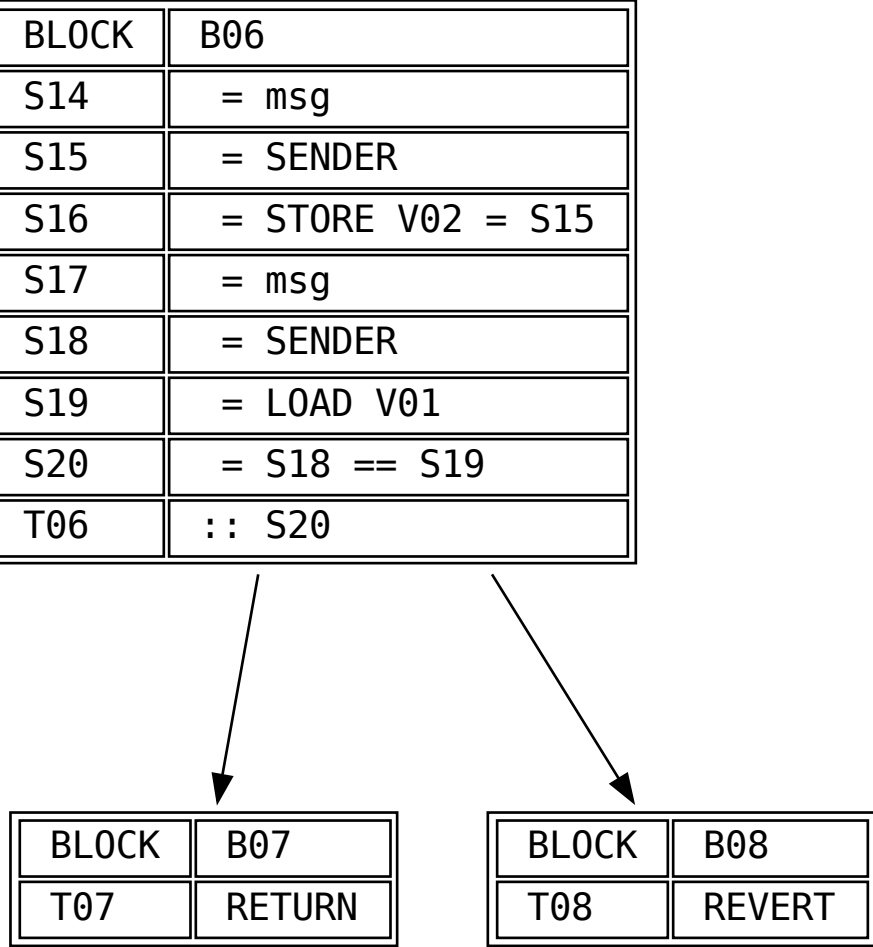 BLOCK B06
S14 = msg
S15 = SENDER
S16 = STORE V02 = S15
S17 = msg
S18 = SENDER
S19 = LOAD V01
S20 = S18 == S19
T06 :: S20
BLOCK B07
T07 RETURN
BLOCK B08
T08 REVERT